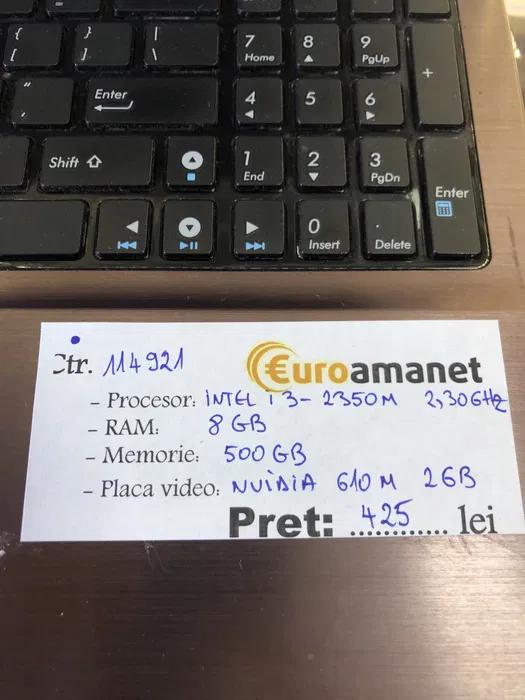 { } |
[ ] \
7 8 9
Home PgUp
+
"
,
Enter
4 5 6
Shift
1 2 3
End PgDn
Enter
0 .
Insert Delete
Ctr. 114921
€uroamanet
- Procesor: INTEL i3- 2350M 2,30GHz
- RAM: 8 GB
- Memorie: 500 GB
- Placa video: NVIDIA 610 M 2GB
Pret: ...425... lei